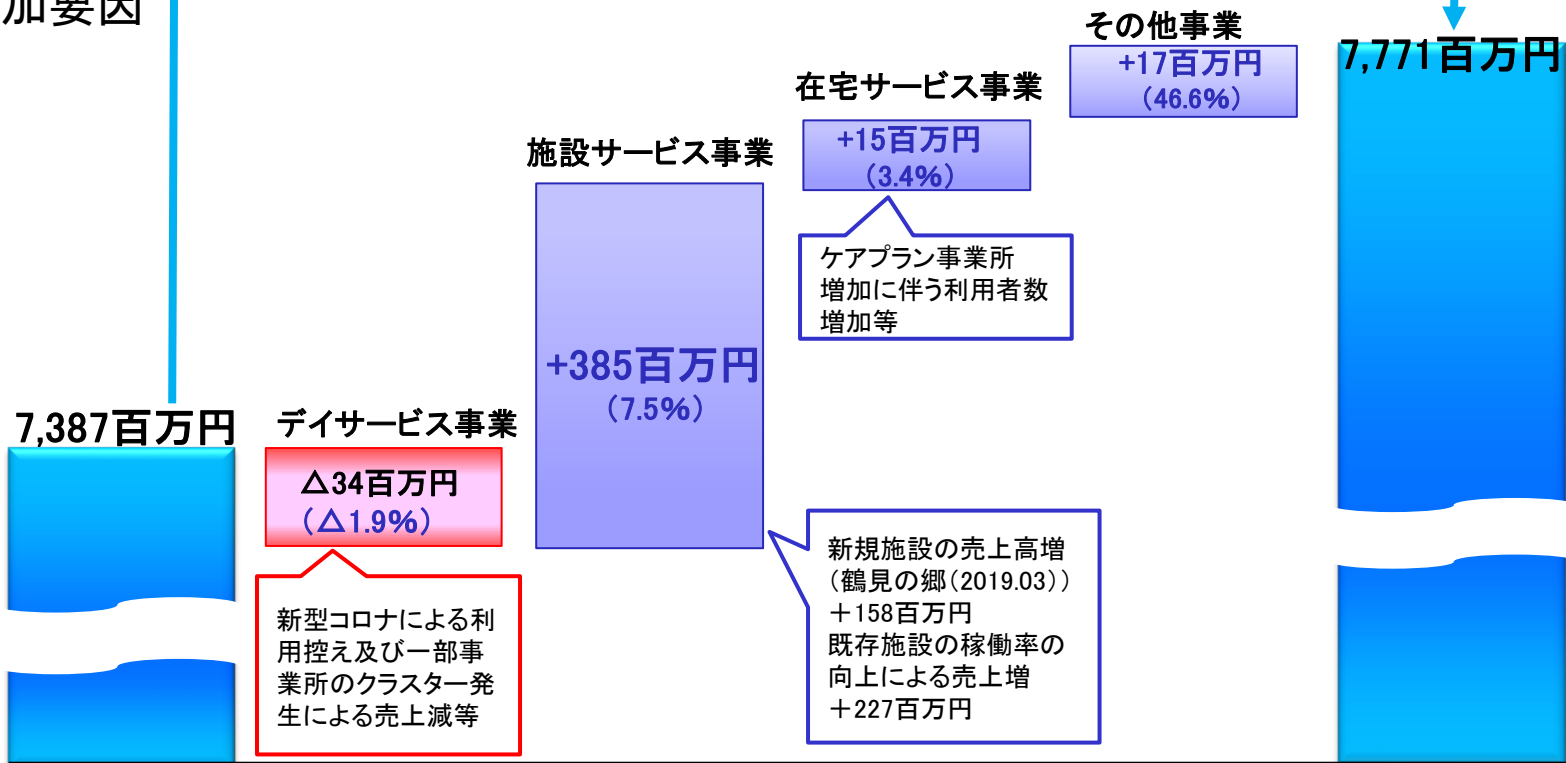 加要因
7,387百万円
デイサービス事業
△34百万円
(△1.9%)
新型コロナによる利
用控え及び一部事
業所のクラスター発
生による売上減等
施設サービス事業
+385百万円
(7.5%)
新規施設の売上高増
(鶴見の郷(2019.03))
+158百万円
既存施設の稼働率の
向上による売上増
+227百万円
在宅サービス事業
+15百万円
(3.4%)
ケアプラン事業所
増加に伴う利用者数
増加等
その他事業
+17百万円
(46.6%)
7,771百万円